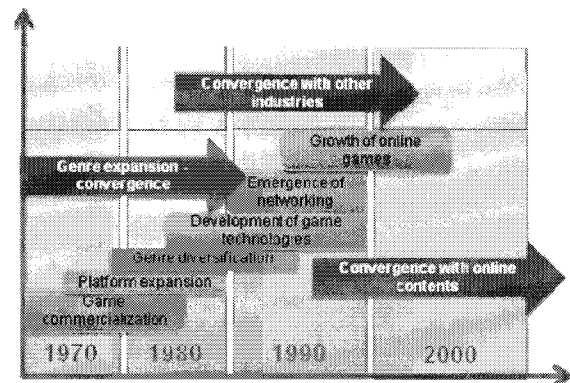 Convergence with other
industries
Growth of online
games
Genre expansion -
convergence
Emergence of
networking
Development of game
technologies
Genre diversification
Convergence with online
contents
Platform expansion
Game
commercialization
1970
1980
1990
2000